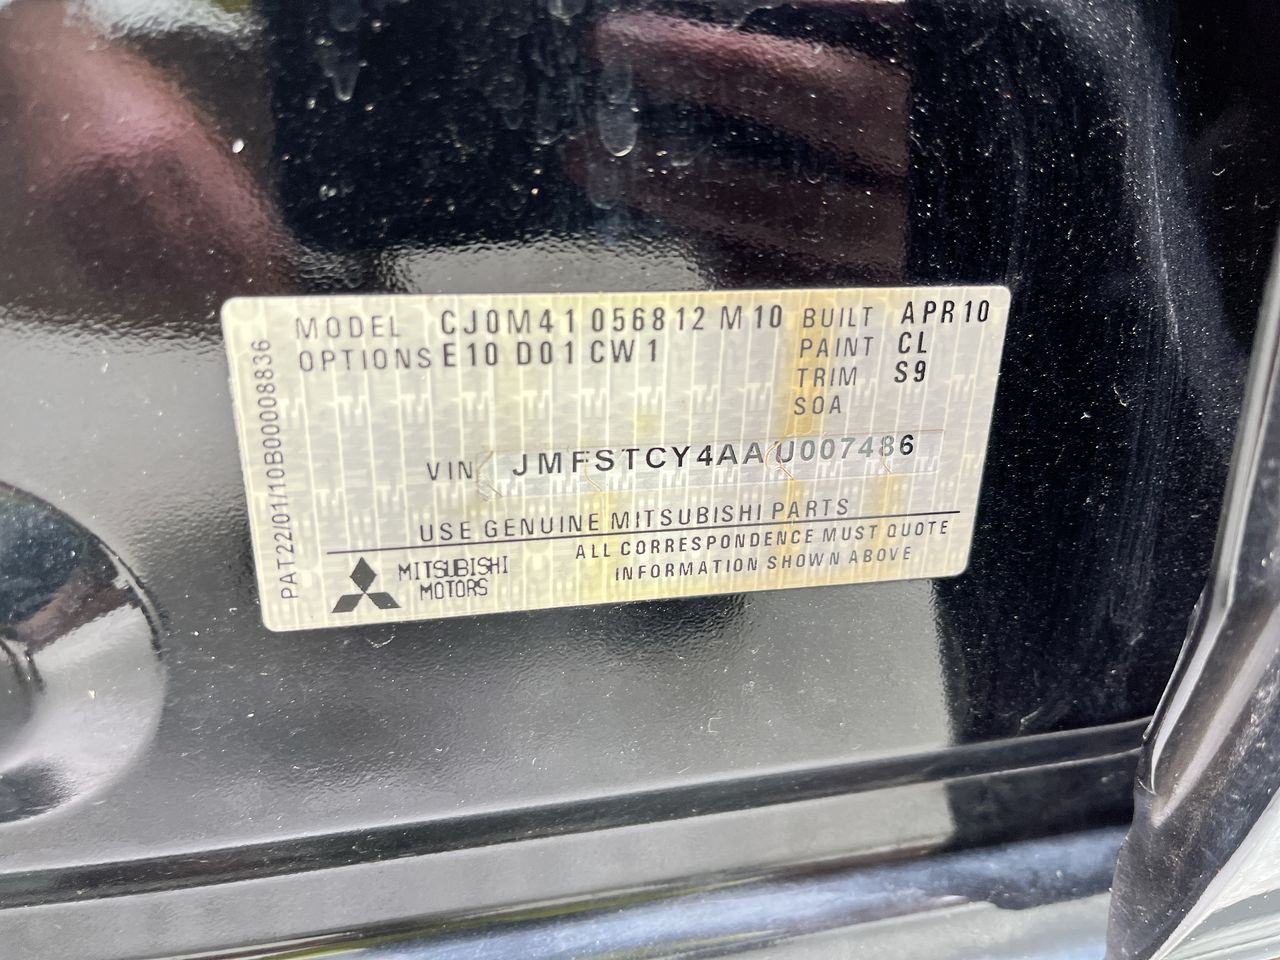 MODEL CJ0M41 056812 M10 BUILT APR10
OPTIONS E10 D01 CW1 PAINT CL
TRIM S9
SOA
VIN JMFSTCY4AAU007486
USE GENUINE MITSUBISHI PARTS
MITSUBISHI
MOTORS
ALL CORRESPONDENCE MUST QUOTE
INFORMATION SHOWN ABOVE
PAT22/01/10B00008836